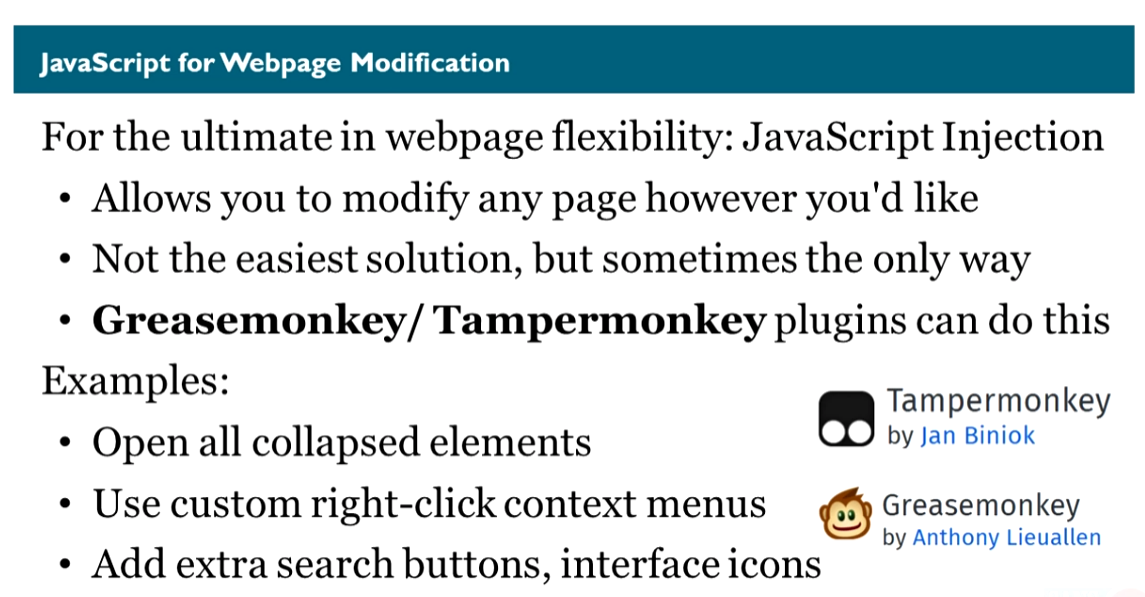 JavaScript for Webpage Modification
For the ultimate in webpage flexibility: JavaScript Injection
• Allows you to modify any page however you'd like
• Not the easiest solution, but sometimes the only way
• Greasemonkey/ Tampermonkey plugins can do this
Examples:
• Open all collapsed elements
• Use custom right-click context menus
• Add extra search buttons, interface icons
Tampermonkey
by Jan Biniok
Greasemonkey
by Anthony Lieuallen